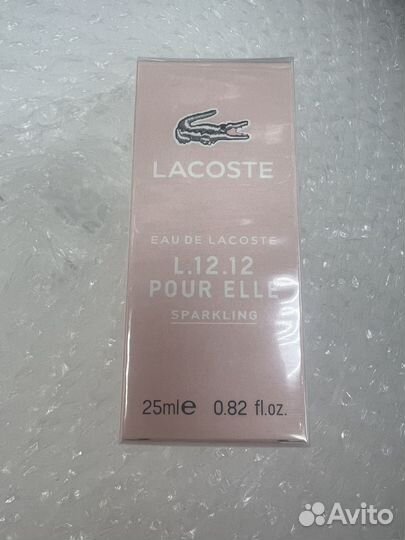 LACOSTE
EAU DE LACOSTE
L.12.12
POUR ELLE
SPARKLING
25ml℮ 0.82 fl.oz.
Avito